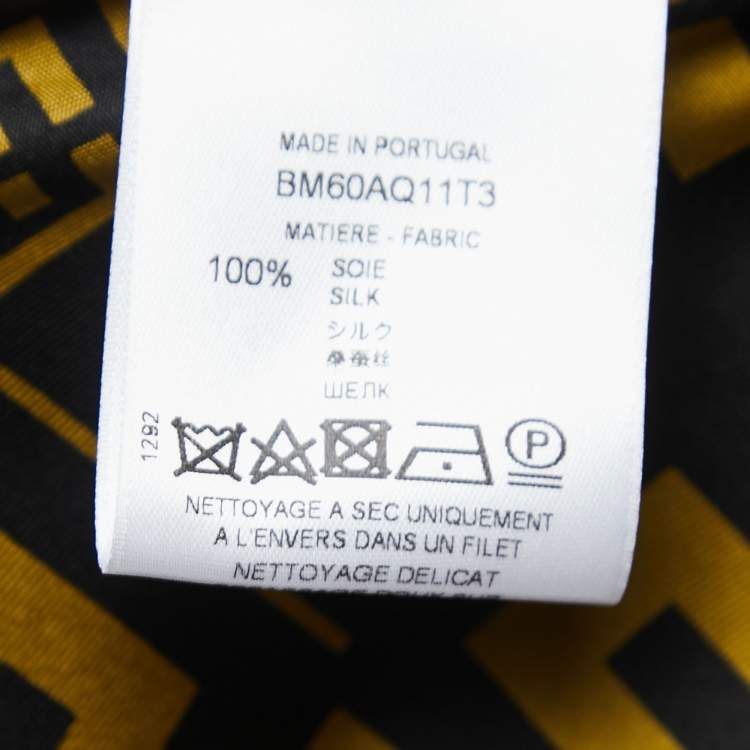 MADE IN PORTUGAL
BM60AQ11T3
MATIERE - FABRIC
100% SOIE
SILK
シルク
桑蚕丝
ШЕЛК
1292
P
NETTOYAGE A SEC UNIQUEMENT
A L'ENVERS DANS UN FILET
NETTOYAGE DELICAT